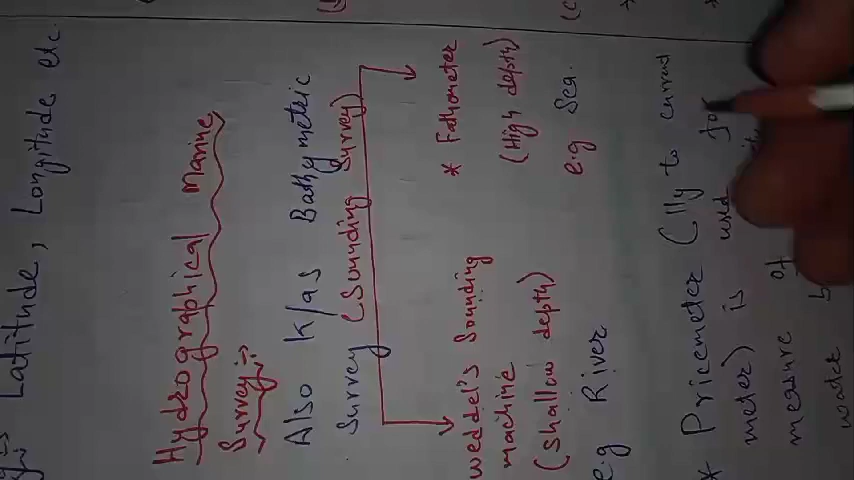 Latitude, Longitude etc.
Hydrographical Marine
Survey:-
Also K/as Bathymetric
Survey (Sounding Survey)
weddel's Sounding
machine
(Shallow depth)
e.g River
* Fathometer
(High depth)
e.g Sea.
* Pricemeter (lly to current
meter) is used for
measure of
water